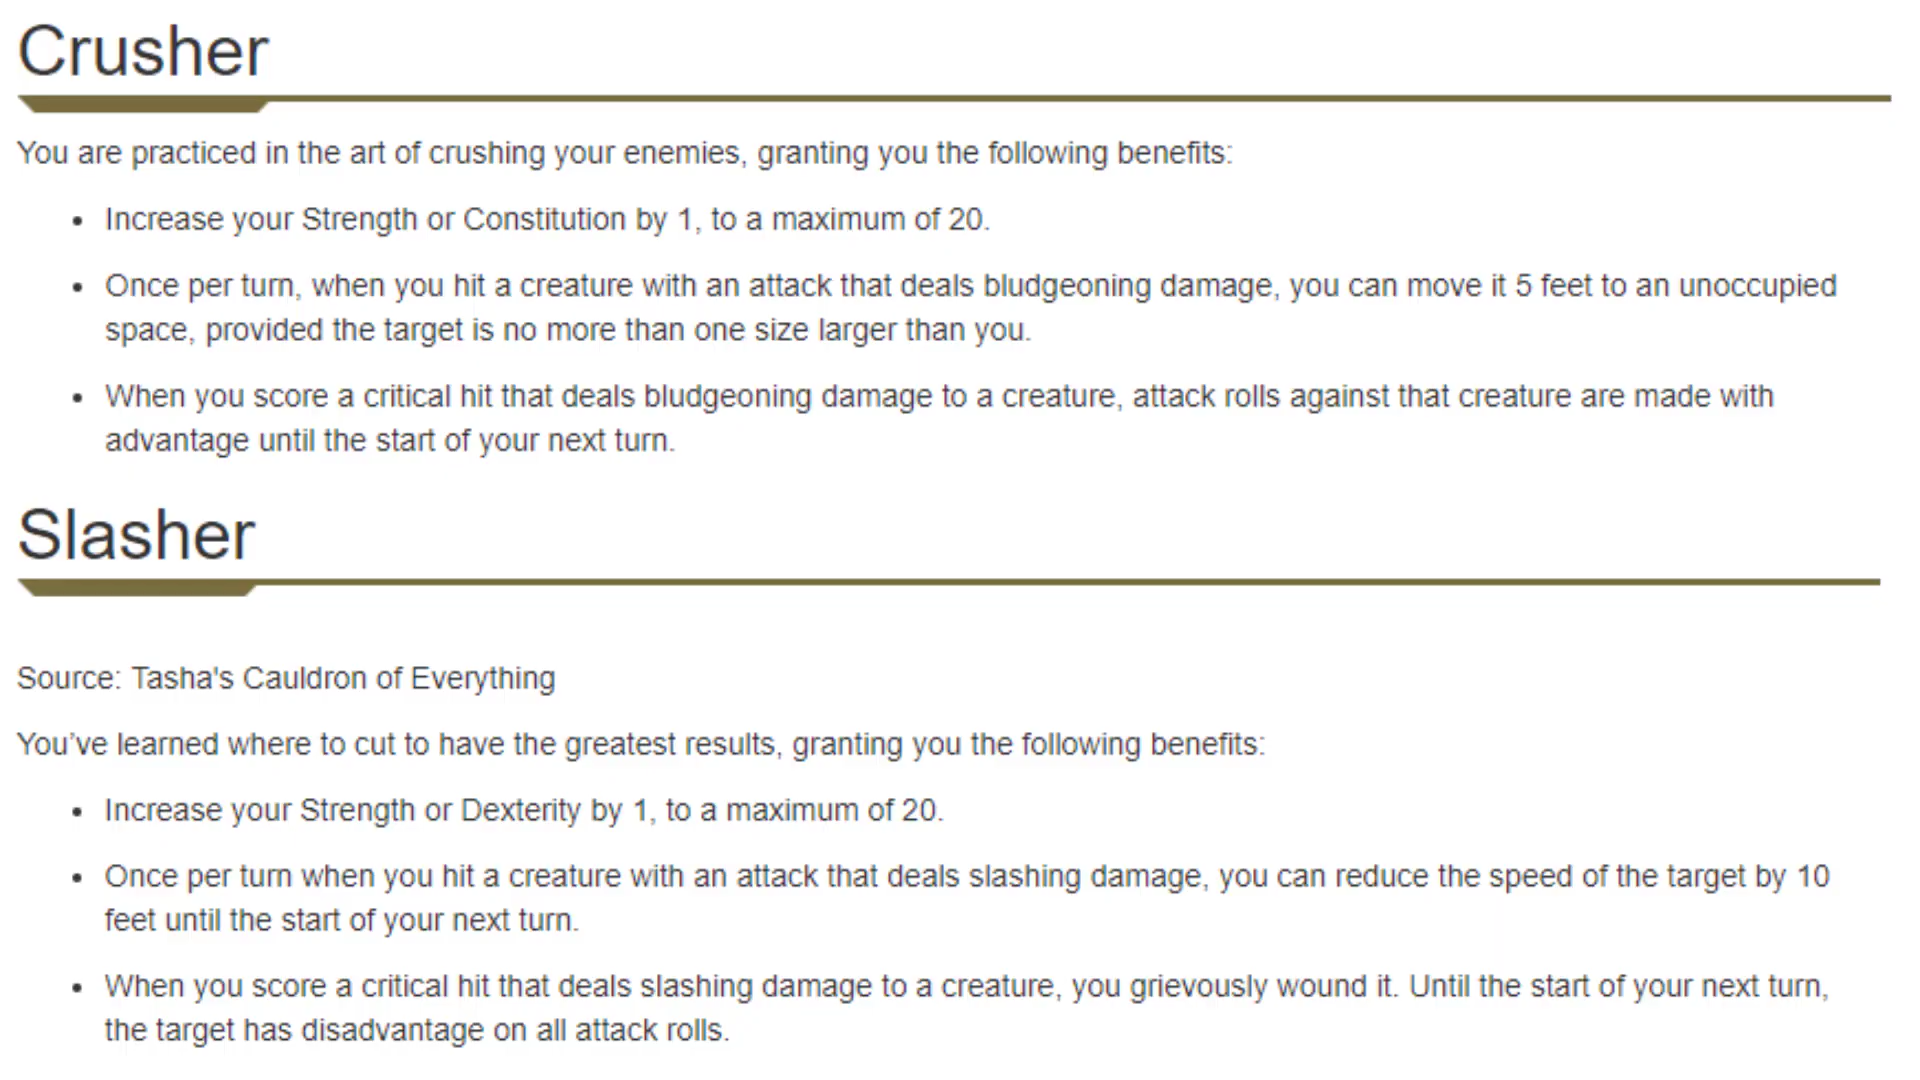 Crusher
You are practiced in the art of crushing your enemies, granting you the following benefits:
• Increase your Strength or Constitution by 1, to a maximum of 20.
• Once per turn, when you hit a creature with an attack that deals bludgeoning damage, you can move it 5 feet to an unoccupied
space, provided the target is no more than one size larger than you.
• When you score a critical hit that deals bludgeoning damage to a creature, attack rolls against that creature are made with
advantage until the start of your next turn.
Slasher
Source: Tasha's Cauldron of Everything
You’ve learned where to cut to have the greatest results, granting you the following benefits:
• Increase your Strength or Dexterity by 1, to a maximum of 20.
• Once per turn when you hit a creature with an attack that deals slashing damage, you can reduce the speed of the target by 10
feet until the start of your next turn.
• When you score a critical hit that deals slashing damage to a creature, you grievously wound it. Until the start of your next turn,
the target has disadvantage on all attack rolls.